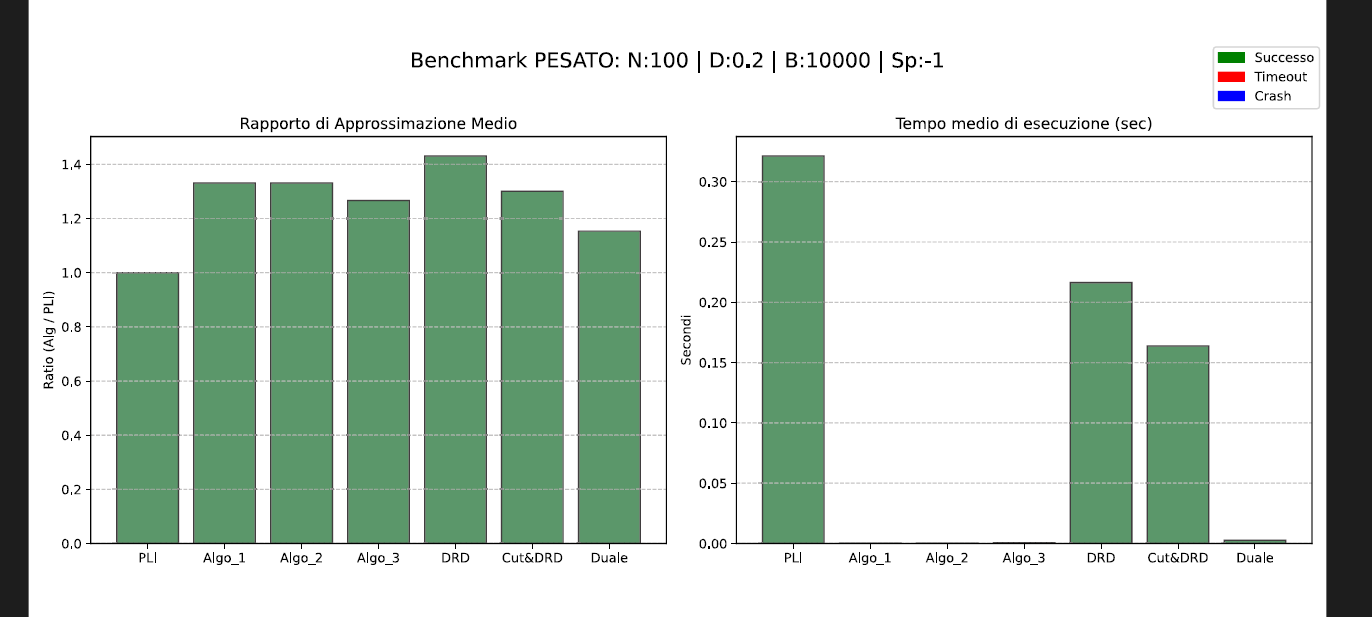 Benchmark PESATO: N:100 | D:0.2 | B:10000 | Sp:-1
Successo
Timeout
Crash
Rapporto di Approssimazione Medio
Ratio (Alg / PLI)
1.4
1.2
1.0
0.8
0.6
0.4
0.2
0.0
PLI
Algo_1
Algo_2
Algo_3
DRD
Cut&DRD
Duale
Tempo medio di esecuzione (sec)
Secondi
0.30
0.25
0.20
0.15
0.10
0.05
0.00
PLI
Algo_1
Algo_2
Algo_3
DRD
Cut&DRD
Duale